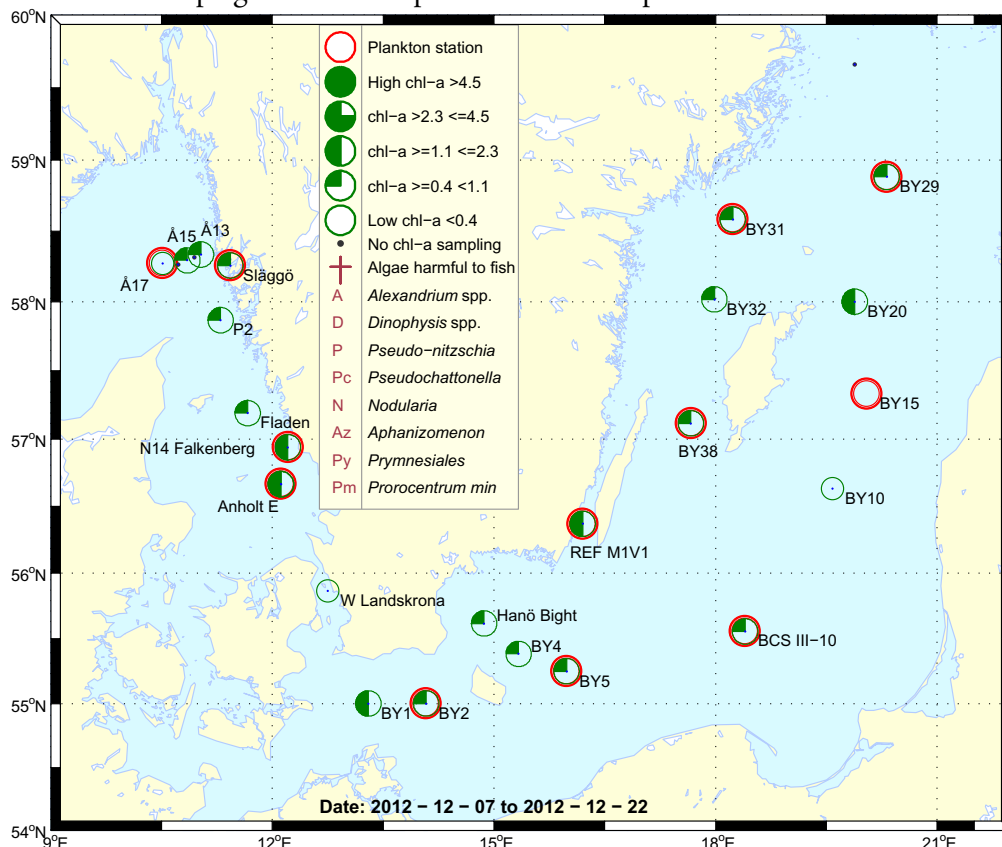 60°N
59°N
58°N
57°N
56°N
55°N
54°N
9°E
12°E
15°E
18°E
21°E
Plankton station
High chl−a >4.5
chl−a >2.3 <=4.5
chl−a >=1.1 <=2.3
chl−a >=0.4 <1.1
Low chl−a <0.4
No chl−a sampling
Algae harmful to fish
A Alexandrium spp.
D Dinophysis spp.
P Pseudo−nitzschia
Pc Pseudochattonella
N Nodularia
Az Aphanizomenon
Py Prymnesiales
Pm Prorocentrum min
BY29
BY31
Å13
Å15
Släggö
Å17
BY32
BY20
P2
BY15
Fladen
N14 Falkenberg
BY38
Anholt E
BY10
REF M1V1
W Landskrona
Hanö Bight
BCS III−10
BY4
BY5
BY1
BY2
Date: 2012 − 12 − 07 to 2012 − 12 − 22